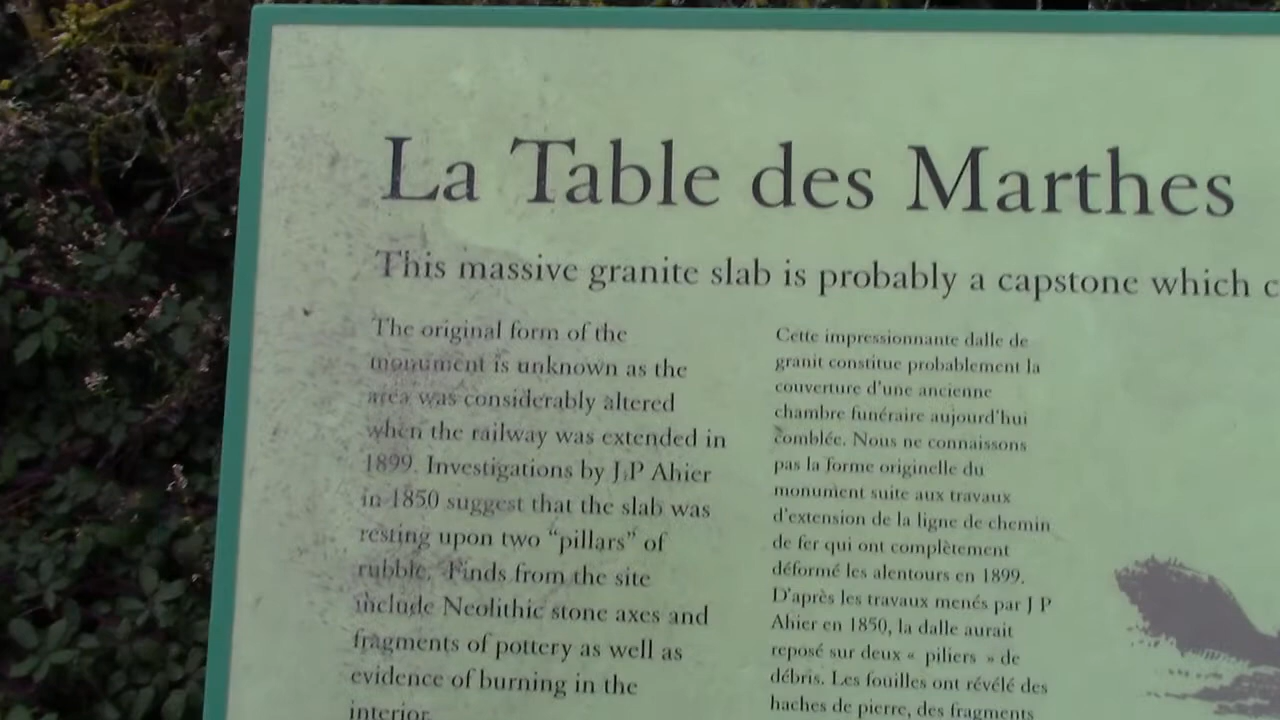 La Table des Marthes
This massive granite slab is probably a capstone which c
The original form of the
monument is unknown as the
area was considerably altered
when the railway was extended in
1899. Investigations by J.P Ahier
in 1850 suggest that the slab was
resting upon two “pillars” of
rubble. Finds from the site
include Neolithic stone axes and
fragments of pottery as well as
evidence of burning in the
interior.
Cette impressionnante dalle de
granit constitue probablement la
couverture d'une ancienne
chambre funéraire aujourd'hui
comblée. Nous ne connaissons
pas la forme originelle du
monument suite aux travaux
d'extension de la ligne de chemin
de fer qui ont complètement
déformé les alentours en 1899.
D'après les travaux menés par J P
Ahier en 1850, la dalle aurait
reposé sur deux « piliers » de
débris. Les fouilles ont révélé des
haches de pierre, des fragments